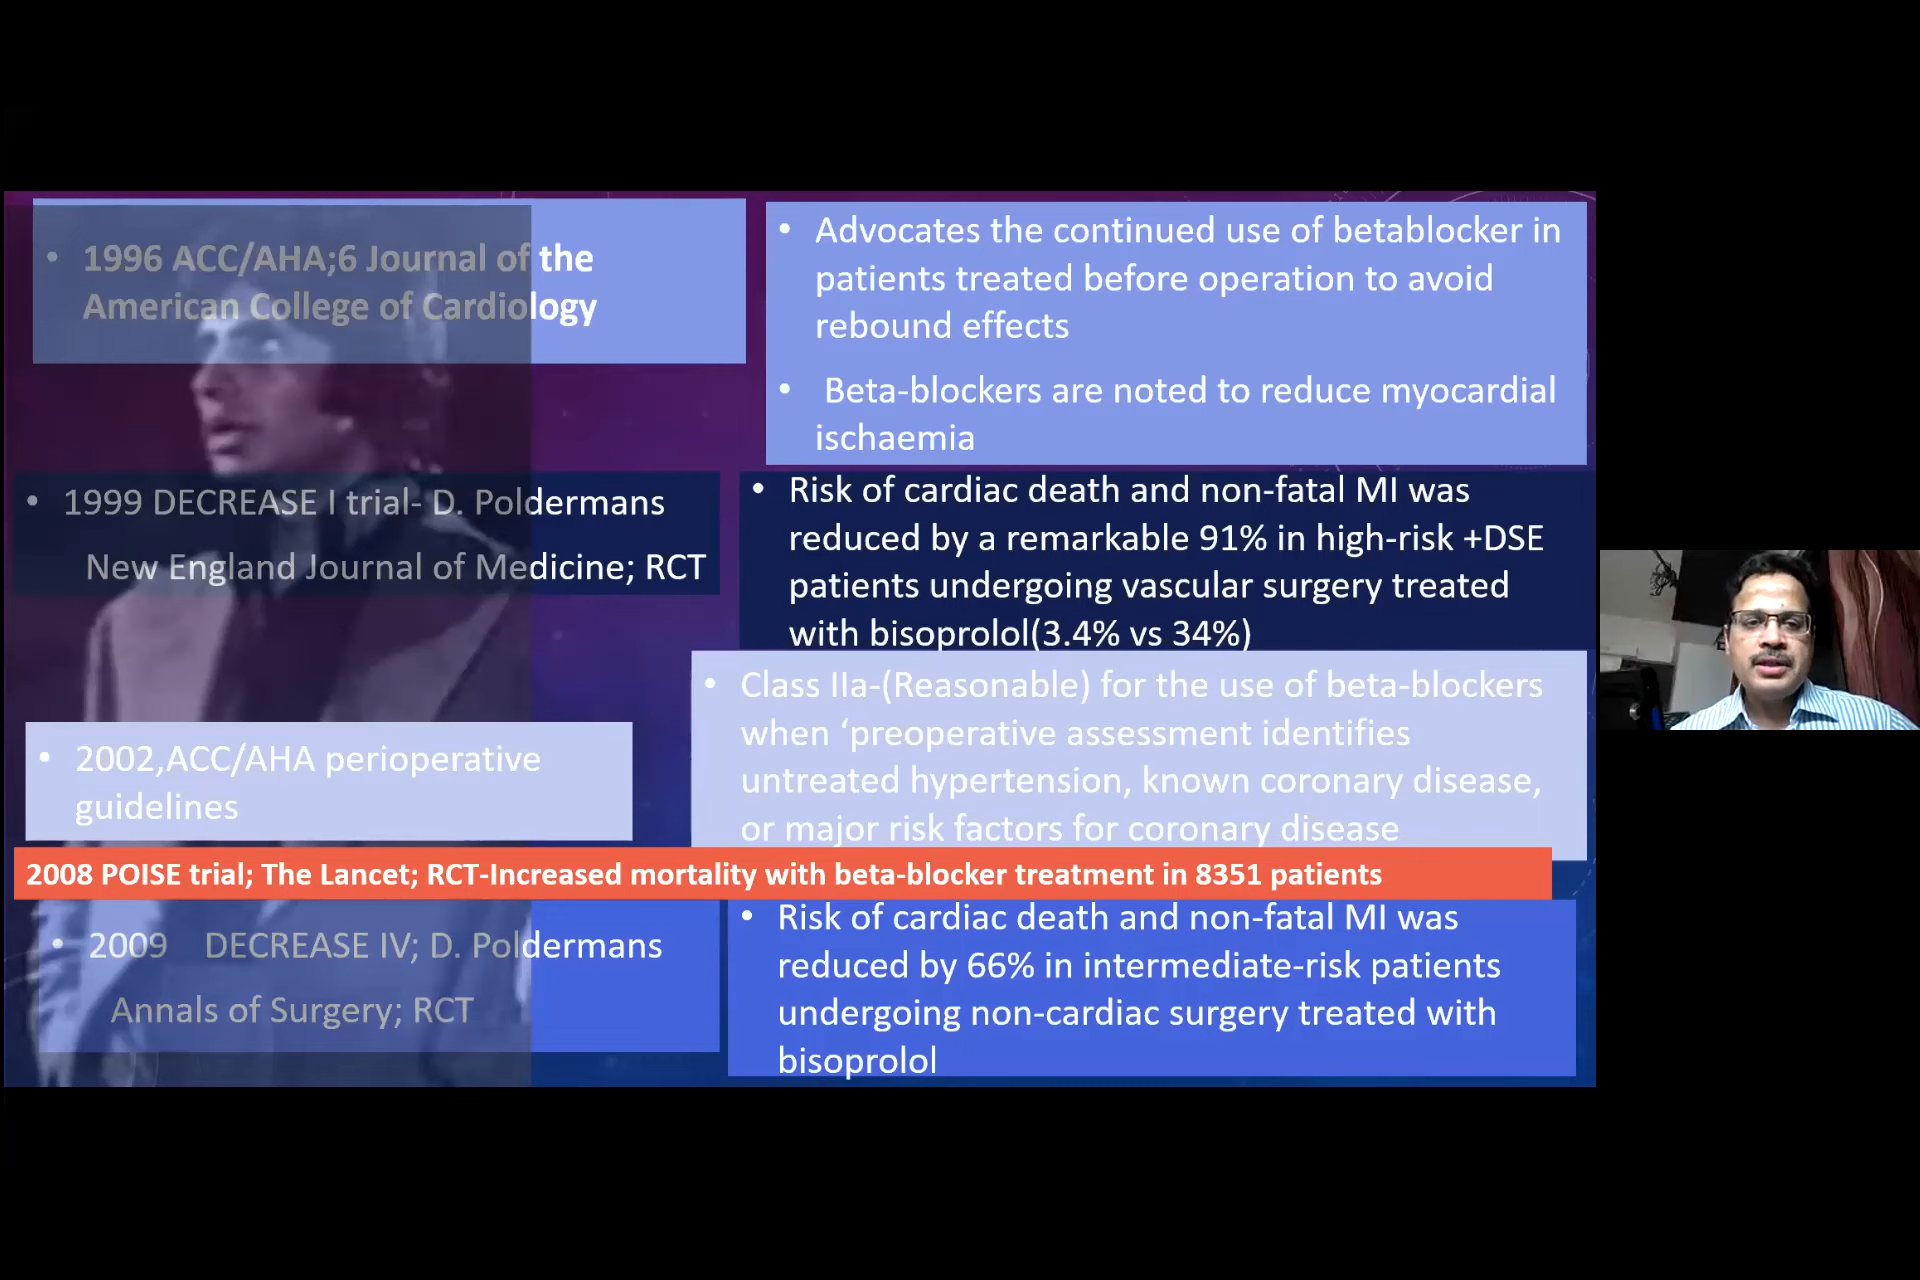 • 1996 ACC/AHA;6 Journal of the
American College of Cardiology
• Advocates the continued use of betablocker in
patients treated before operation to avoid
rebound effects
• Beta-blockers are noted to reduce myocardial
ischaemia
• 1999 DECREASE I trial- D. Poldermans
New England Journal of Medicine; RCT
• Risk of cardiac death and non-fatal MI was
reduced by a remarkable 91% in high-risk +DSE
patients undergoing vascular surgery treated
with bisoprolol(3.4% vs 34%)
• 2002,ACC/AHA perioperative
guidelines
• Class IIa-(Reasonable) for the use of beta-blockers
when ‘preoperative assessment identifies
untreated hypertension, known coronary disease,
or major risk factors for coronary disease
2008 POISE trial; The Lancet; RCT-Increased mortality with beta-blocker treatment in 8351 patients
• 2009 DECREASE IV; D. Poldermans
Annals of Surgery; RCT
• Risk of cardiac death and non-fatal MI was
reduced by 66% in intermediate-risk patients
undergoing non-cardiac surgery treated with
bisoprolol